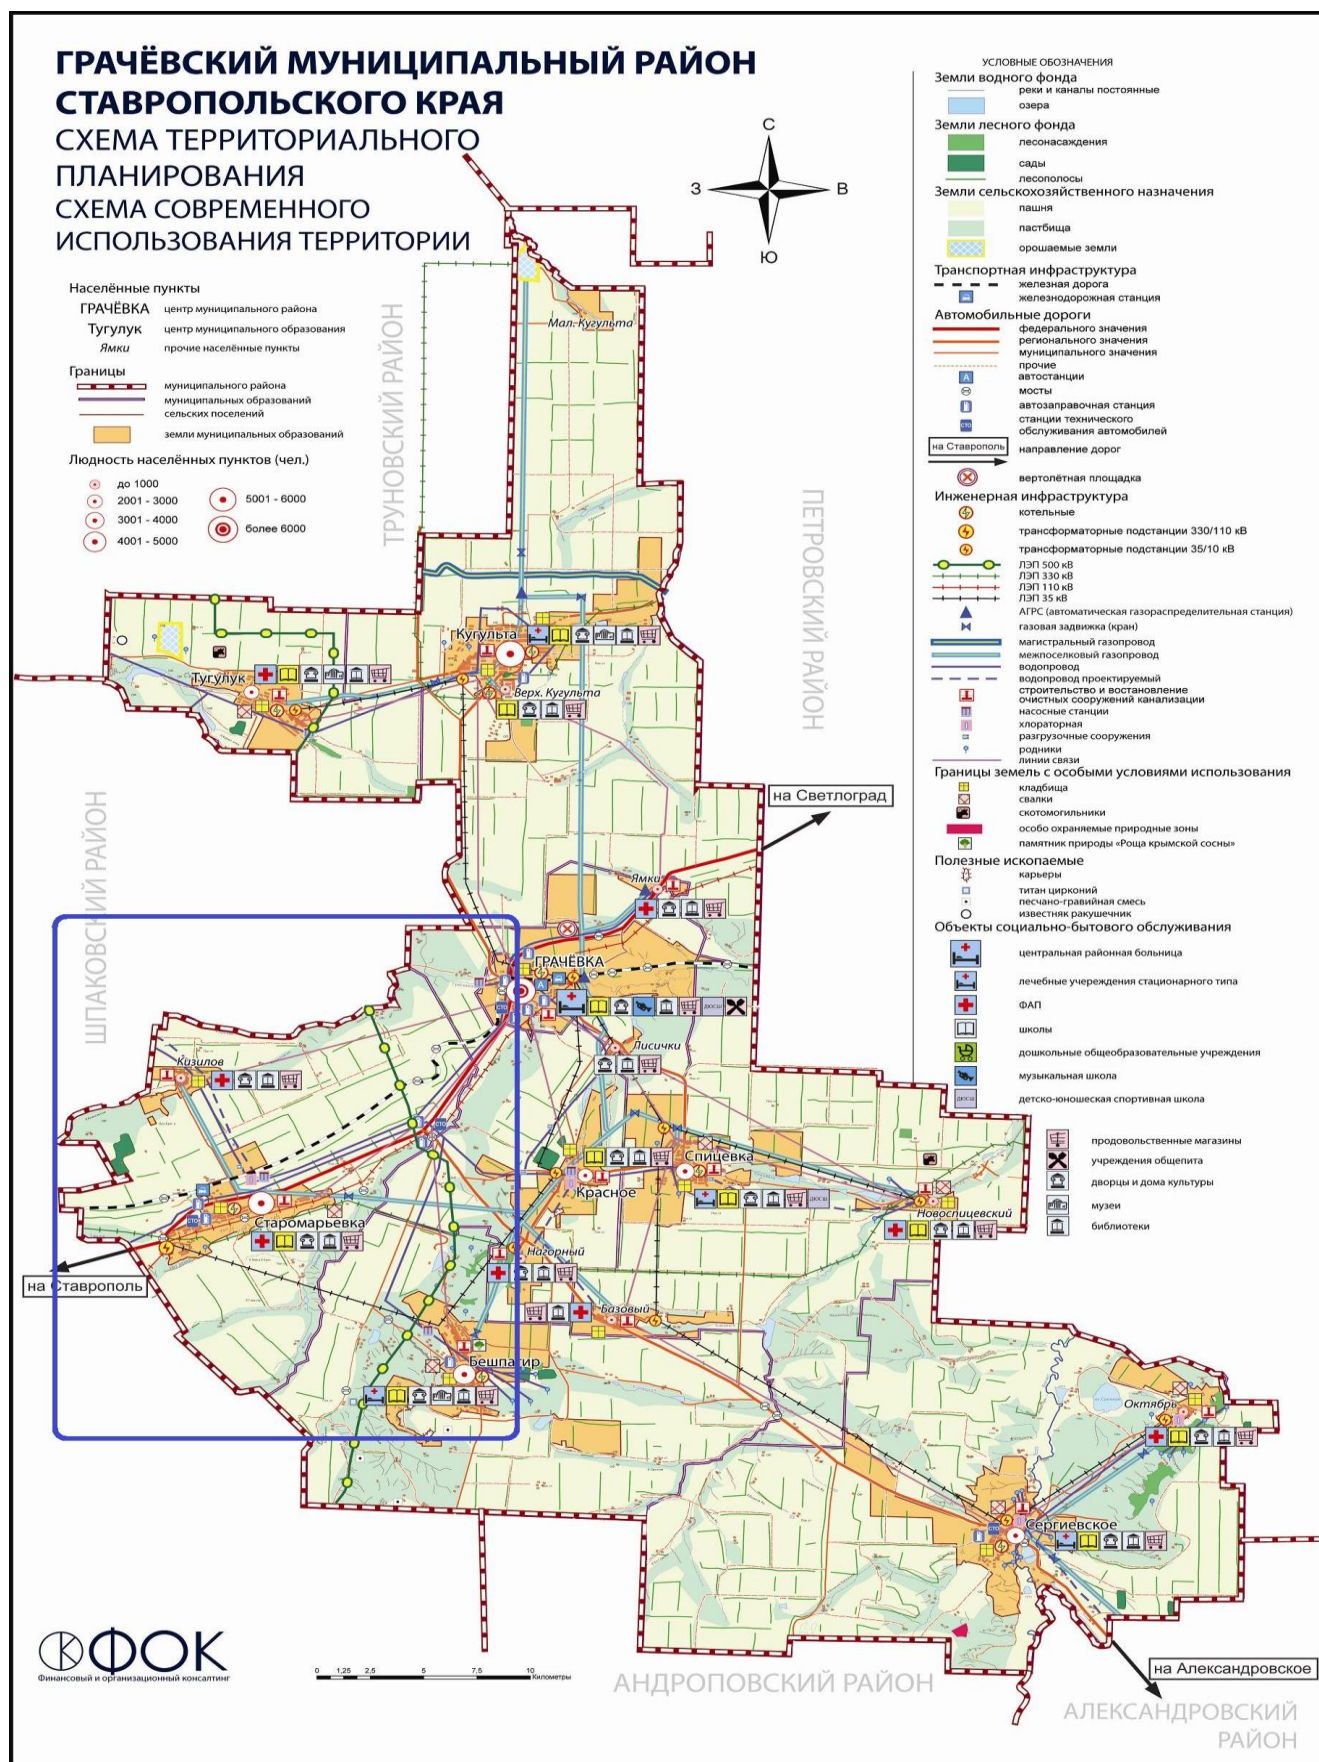 ГРАЧЁВСКИЙ МУНИЦИПАЛЬНЫЙ РАЙОН
СТАВРОПОЛЬСКОГО КРАЯ
СХЕМА ТЕРРИТОРИАЛЬНОГО
ПЛАНИРОВАНИЯ
СХЕМА СОВРЕМЕННОГО
ИСПОЛЬЗОВАНИЯ ТЕРРИТОРИИ
Населённые пункты
ГРАЧЁВКА центр муниципального района
Тугулук центр муниципального образования
Ямки прочие населённые пункты
Границы
муниципального района
муниципальных образований
сельских поселений
земли муниципальных образований
Людность населённых пунктов (чел.)
до 1000
2001 - 3000
3001 - 4000
4001 - 5000
5001 - 6000
более 6000
С
З
В
Ю
УСЛОВНЫЕ ОБОЗНАЧЕНИЯ
Земли водного фонда
реки и каналы постоянные
озера
Земли лесного фонда
лесонасаждения
сады
лесополосы
Земли сельскохозяйственного назначения
пашня
пастбища
орошаемые земли
Транспортная инфраструктура
железная дорога
железнодорожная станция
Автомобильные дороги
федерального значения
регионального значения
муниципального значения
прочие
А автостанции
мосты
автозаправочная станция
станции технического
СТО обслуживания автомобилей
на Ставрополь направление дорог
вертолётная площадка
Инженерная инфраструктура
котельные
трансформаторные подстанции 330/110 кВ
трансформаторные подстанции 35/10 кВ
ЛЭП 500 кВ
ЛЭП 330 кВ
ЛЭП 110 кВ
ЛЭП 35 кВ
АГРС (автоматическая газораспределительная станция)
газовая задвижка (кран)
магистральный газопровод
межпоселковый газопровод
водопровод
водопровод проектируемый
строительство и востановление
очистных сооружений канализации
насосные станции
хлораторная
разгрузочные сооружения
родники
линии связи
Границы земель с особыми условиями использования
кладбища
свалки
скотомогильники
особо охраняемые природные зоны
памятник природы «Роща крымской сосны»
Полезные ископаемые
карьеры
титан цирконий
песчано-гравийная смесь
известняк ракушечник
Объекты социально-бытового обслуживания
центральная районная больница
лечебные учереждения стационарного типа
ФАП
школы
дошкольные общеобразовательные учреждения
музыкальная школа
ДЮСШ детско-юношеская спортивная школа
продовольственные магазины
учреждения общепита
дворцы и дома культуры
музеи
библиотеки
ТРУНОВСКИЙ РАЙОН
ПЕТРОВСКИЙ РАЙОН
ШПАКОВСКИЙ РАЙОН
Мал. Кугульта
Кугульта
Тугулук
Верх. Кугульта
на Светлоград
Ямки
ГРАЧЁВКА
А
СТО
ДЮСШ
Лисички
Кизилов
СТО
Спицевка
Красное
ДЮСШ
Новоспицевский
СТО
Старомарьевка
Нагорный
на Ставрополь
Базовый
Бешпагир
Октябрь
СТО
Сергиевское
ФОК
Финансовый и организационный консалтинг
0 1,25 2,5 5 7,5 10
Километры
АНДРОПОВСКИЙ РАЙОН
на Александровское
АЛЕКСАНДРОВСКИЙ
РАЙОН